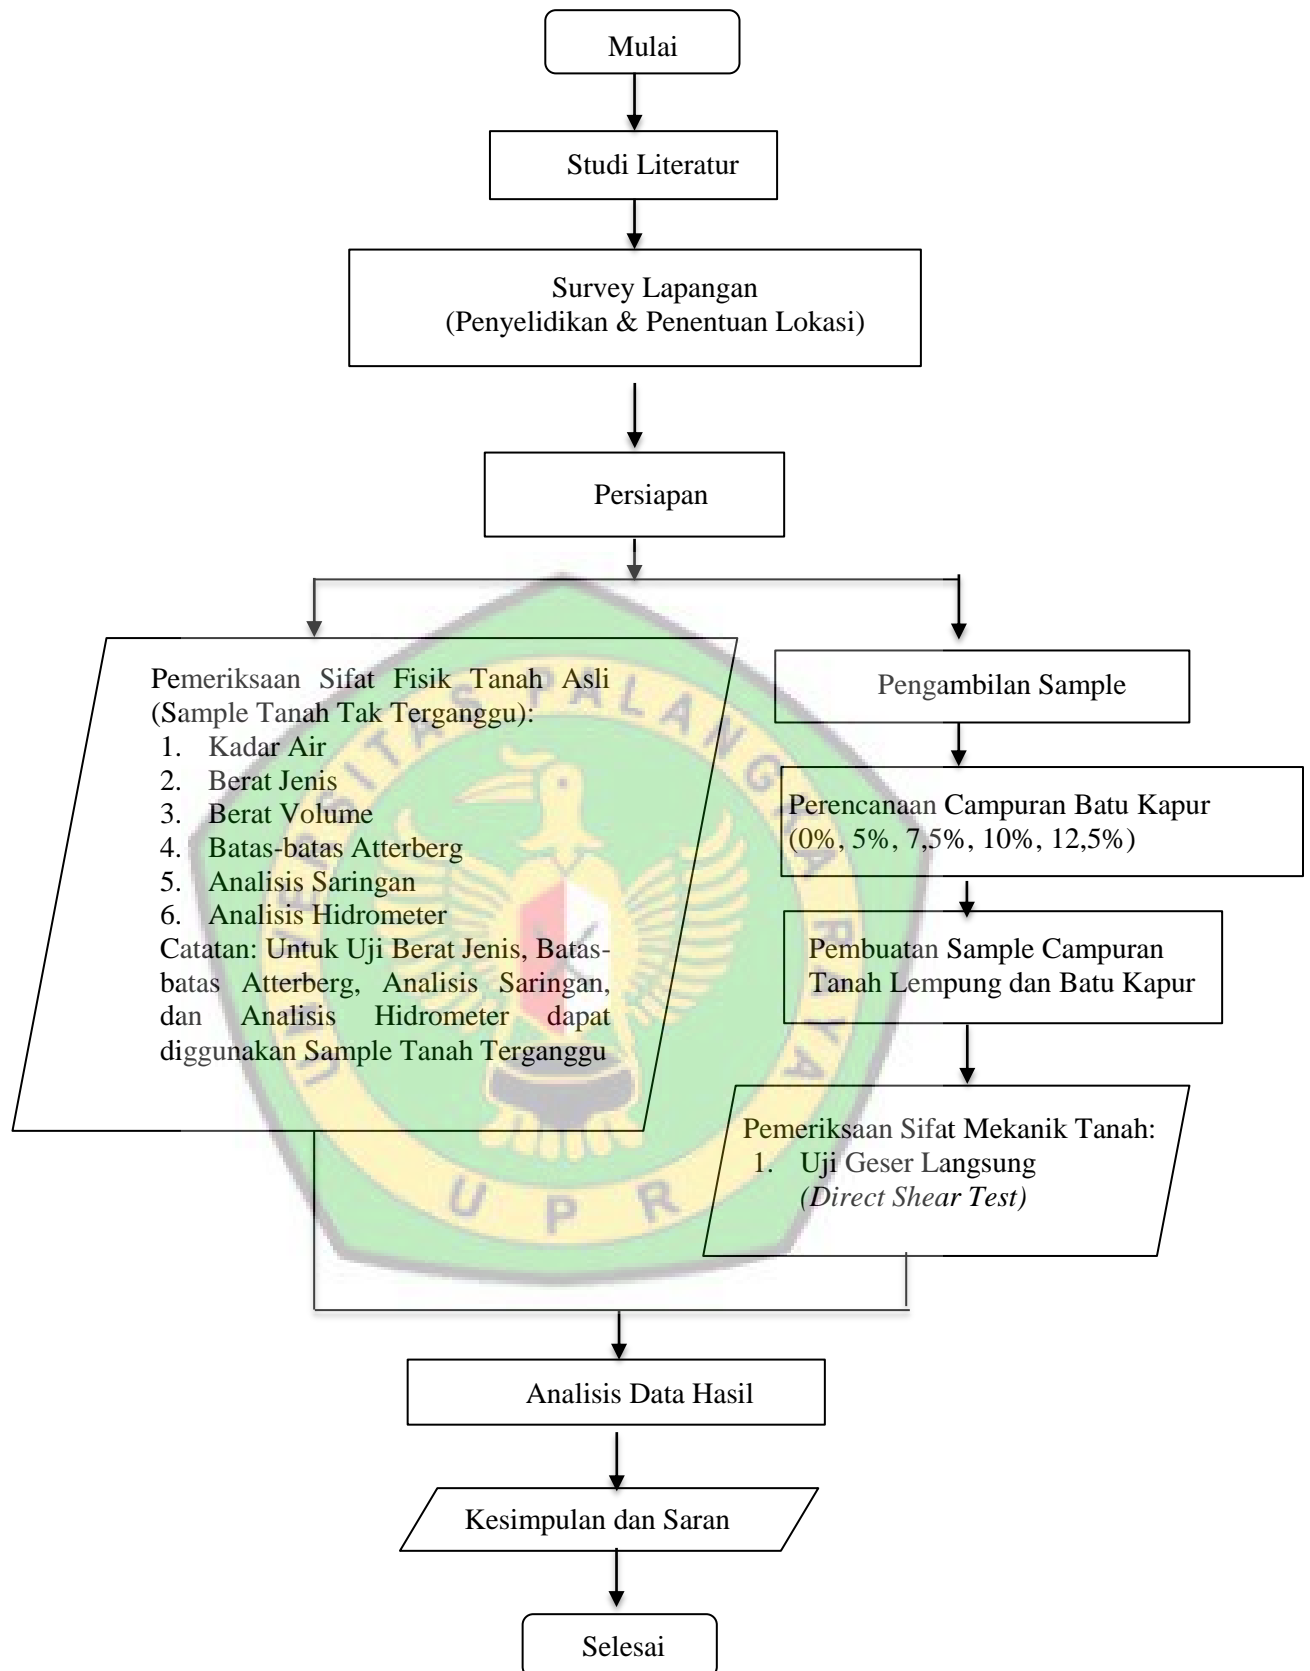 Mulai
Studi Literatur
Survey Lapangan
(Penyelidikan & Penentuan Lokasi)
Persiapan
Pemeriksaan Sifat Fisik Tanah Asli
(Sample Tanah Tak Terganggu):
1. Kadar Air
2. Berat Jenis
3. Berat Volume
4. Batas-batas Atterberg
5. Analisis Saringan
6. Analisis Hidrometer
Catatan: Untuk Uji Berat Jenis, Batas-
batas Atterberg, Analisis Saringan,
dan Analisis Hidrometer dapat
diggunakan Sample Tanah Terganggu
Pengambilan Sample
Perencanaan Campuran Batu Kapur
(0%, 5%, 7,5%, 10%, 12,5%)
Pembuatan Sample Campuran
Tanah Lempung dan Batu Kapur
Pemeriksaan Sifat Mekanik Tanah:
1. Uji Geser Langsung
(Direct Shear Test)
Analisis Data Hasil
Kesimpulan dan Saran
Selesai
UNIVERSITAS PALANGKA RAYA
UPR